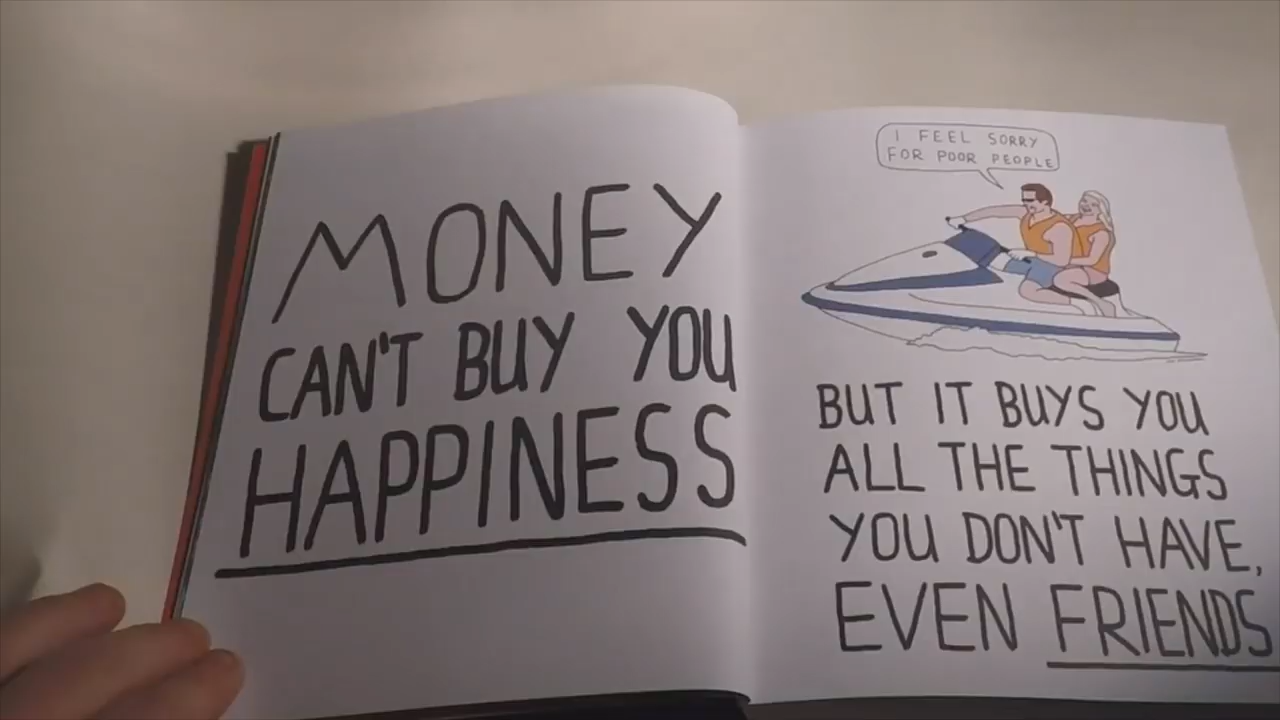 MONEY
CAN'T BUY YOU
HAPPINESS
I FEEL SORRY
FOR POOR PEOPLE
BUT IT BUYS YOU
ALL THE THINGS
YOU DON'T HAVE,
EVEN FRIENDS